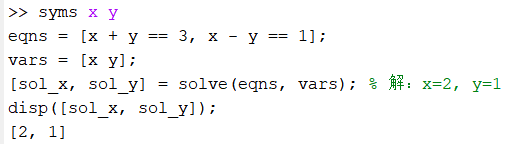 >> syms x y
eqns = [x + y == 3, x - y == 1];
vars = [x y];
[sol_x, sol_y] = solve(eqns, vars); % 解：x=2, y=1
disp([sol_x, sol_y]);
[2, 1]